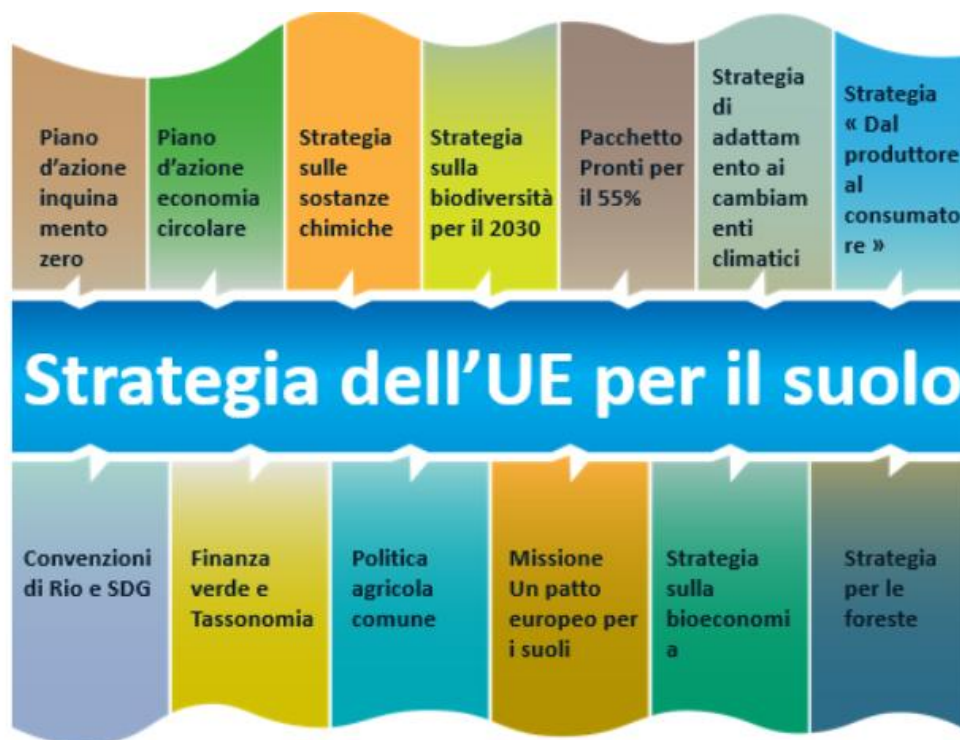 Piano
d'azione
inquina
mento
zero
Piano
d'azione
economia
circolare
Strategia
sulle
sostanze
chimiche
Strategia
sulla
biodiversità
per il 2030
Pacchetto
Pronti per
il 55%
Strategia
di
adattam
ento ai
cambiam
enti
climatici
Strategia
« Dal
produttore
al
consumato
re »
Strategia dell'UE per il suolo
Convenzioni
di Rio e SDG
Finanza
verde e
Tassonomia
Politica
agricola
comune
Missione
Un patto
europeo per
i suoli
Strategia
sulla
bioeconomi
a
Strategia
per le
foreste